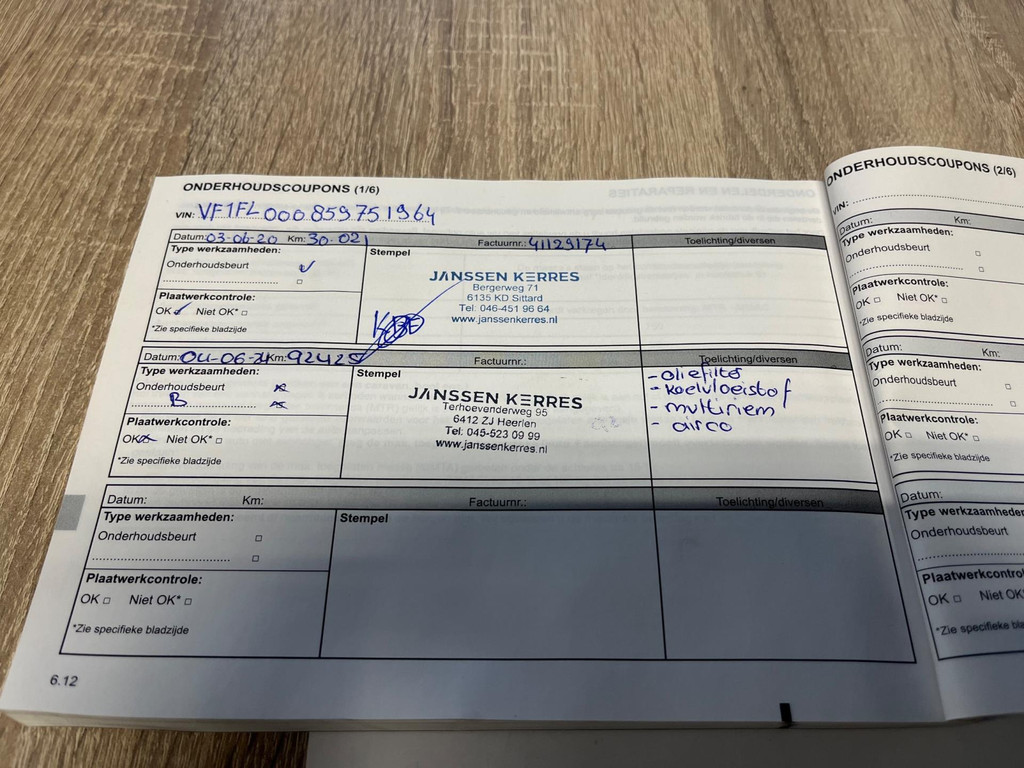 ONDERHOUDSCOUPONS (1/6)
VIN: VF1FL000859751964
Datum: 03-06-20 Km: 30.021 Factuurnr.: 41129174 Toelichting/diversen
Type werkzaamheden:
Onderhoudsbeurt
Stempel
JANSSEN KERRES
Bergerweg 71
6135 KD Sittard
Tel. 046-451 96 64
www.janssenkerres.nl
Plaatwerkcontrole:
OK Niet OK*
*Zie specifieke bladzijde
Datum: 04-06-24 Km: 92425 Factuurnr.: Toelichting/diversen
Type werkzaamheden:
Onderhoudsbeurt
B
Stempel
JANSSEN KERRES
Terhoevenderweg 95
6412 ZJ Heerlen
Tel: 045-523 09 99
www.janssenkerres.nl
- oliefilter
- koelvloeistof
- multiriem
- airco
Plaatwerkcontrole:
OK Niet OK*
*Zie specifieke bladzijde
Datum: Km: Factuurnr.: Toelichting/diversen
Type werkzaamheden:
Onderhoudsbeurt
Stempel
Plaatwerkcontrole:
OK Niet OK*
*Zie specifieke bladzijde
6.12
ONDERHOUDSCOUPONS (2/6)
VIN:
Datum: Km:
Type werkzaamheden:
Onderhoudsbeurt
Plaatwerkcontrole:
OK Niet OK*
*Zie specifieke bladzijde
Datum: Km:
Type werkzaamheden:
Onderhoudsbeurt
Plaatwerkcontrole:
OK Niet OK*
*Zie specifieke bladzijde
Datum:
Type werkzaamheden
Onderhoudsbeurt
Plaatwerkcontrole
OK Niet OK
*Zie specifieke